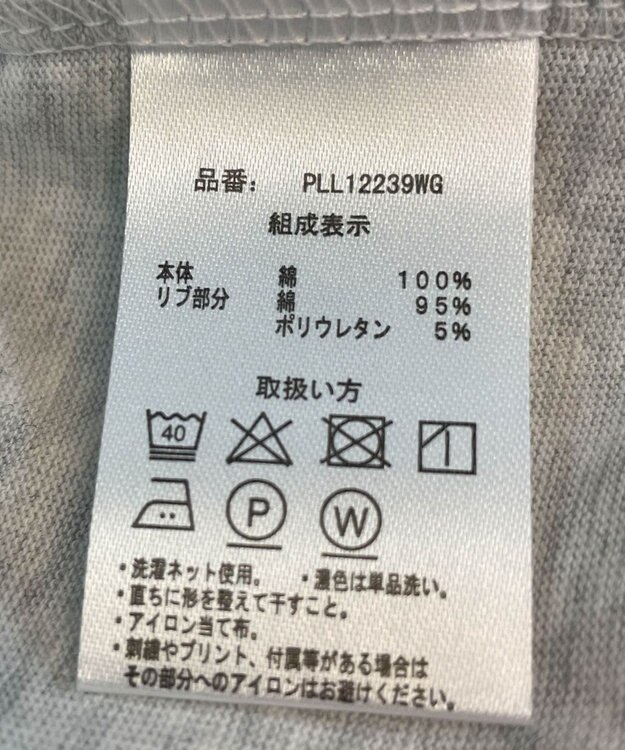 品番: PLL12239WG
組成表示
本体 綿 100%
リブ部分 綿 95%
ポリウレタン 5%
取扱い方
40
P W
・洗濯ネット使用。 ・濃色は単品洗い。
・直ちに形を整えて干すこと。
・アイロン当て布。
・刺繍やプリント、付属等がある場合は
その部分へのアイロンはお避けください。